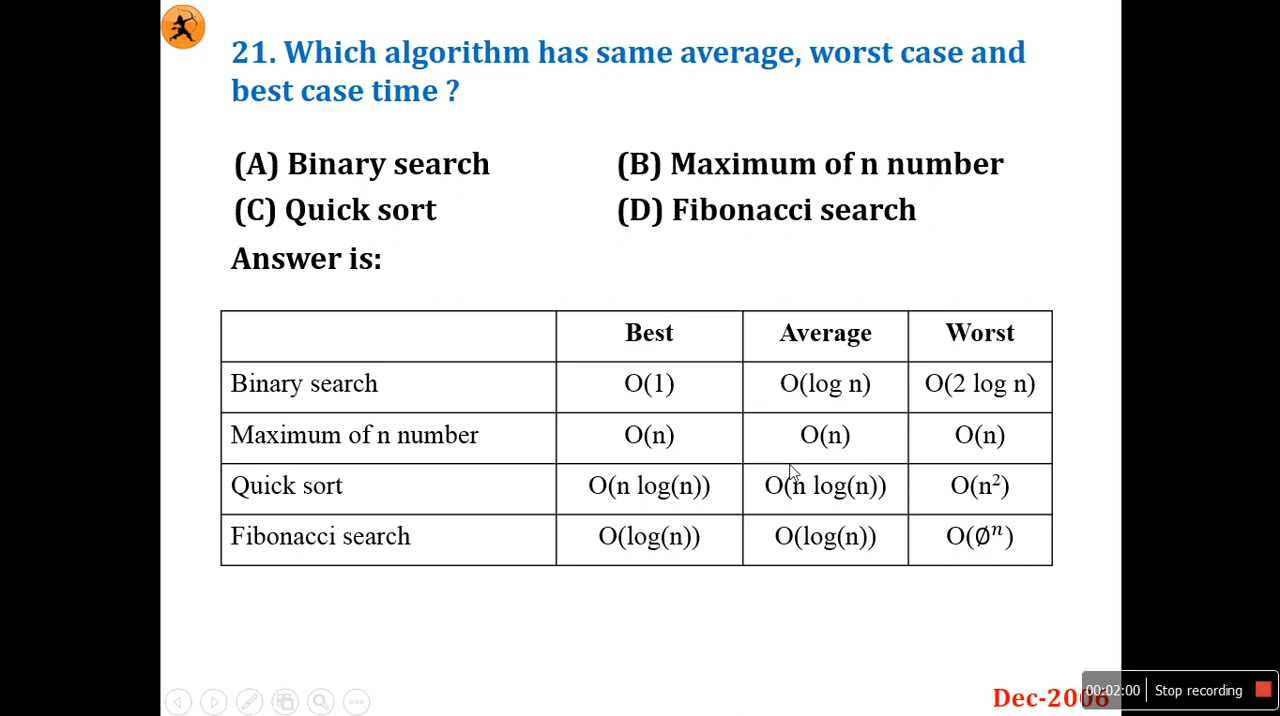 21. Which algorithm has same average, worst case and
best case time ?
(A) Binary search (B) Maximum of n number
(C) Quick sort (D) Fibonacci search
Answer is:
Best Average Worst
Binary search O(1) O(log n) O(2 log n)
Maximum of n number O(n) O(n) O(n)
Quick sort O(n log(n)) O(n log(n)) O(n²)
Fibonacci search O(log(n)) O(log(n)) O(∅ⁿ)
Dec-2006
00:02:00 Stop recording